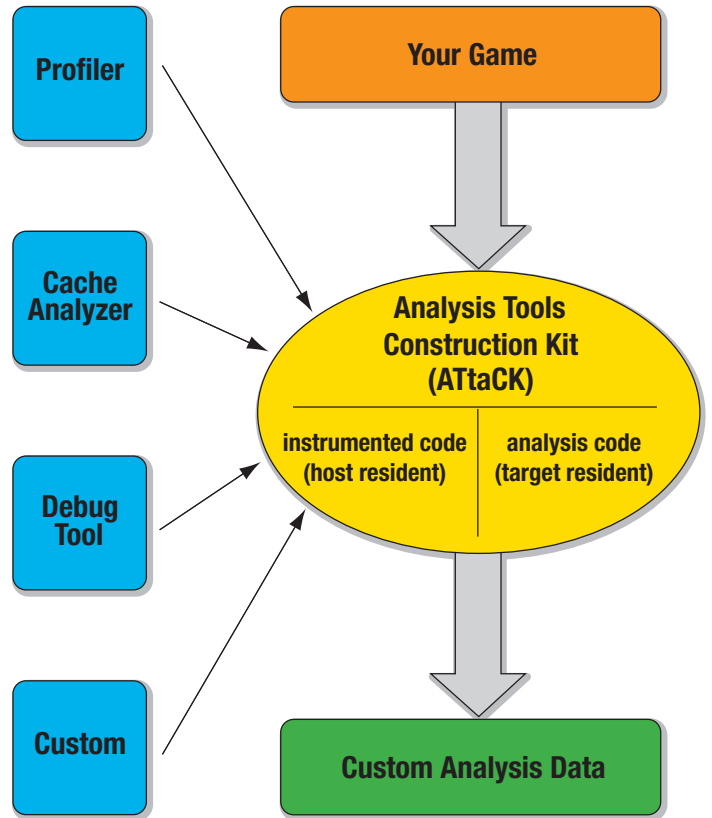 Profiler
Your Game
Cache
Analyzer
Analysis Tools
Construction Kit
(ATtaCK)
instrumented code
(host resident)
analysis code
(target resident)
Debug
Tool
Custom
Custom Analysis Data